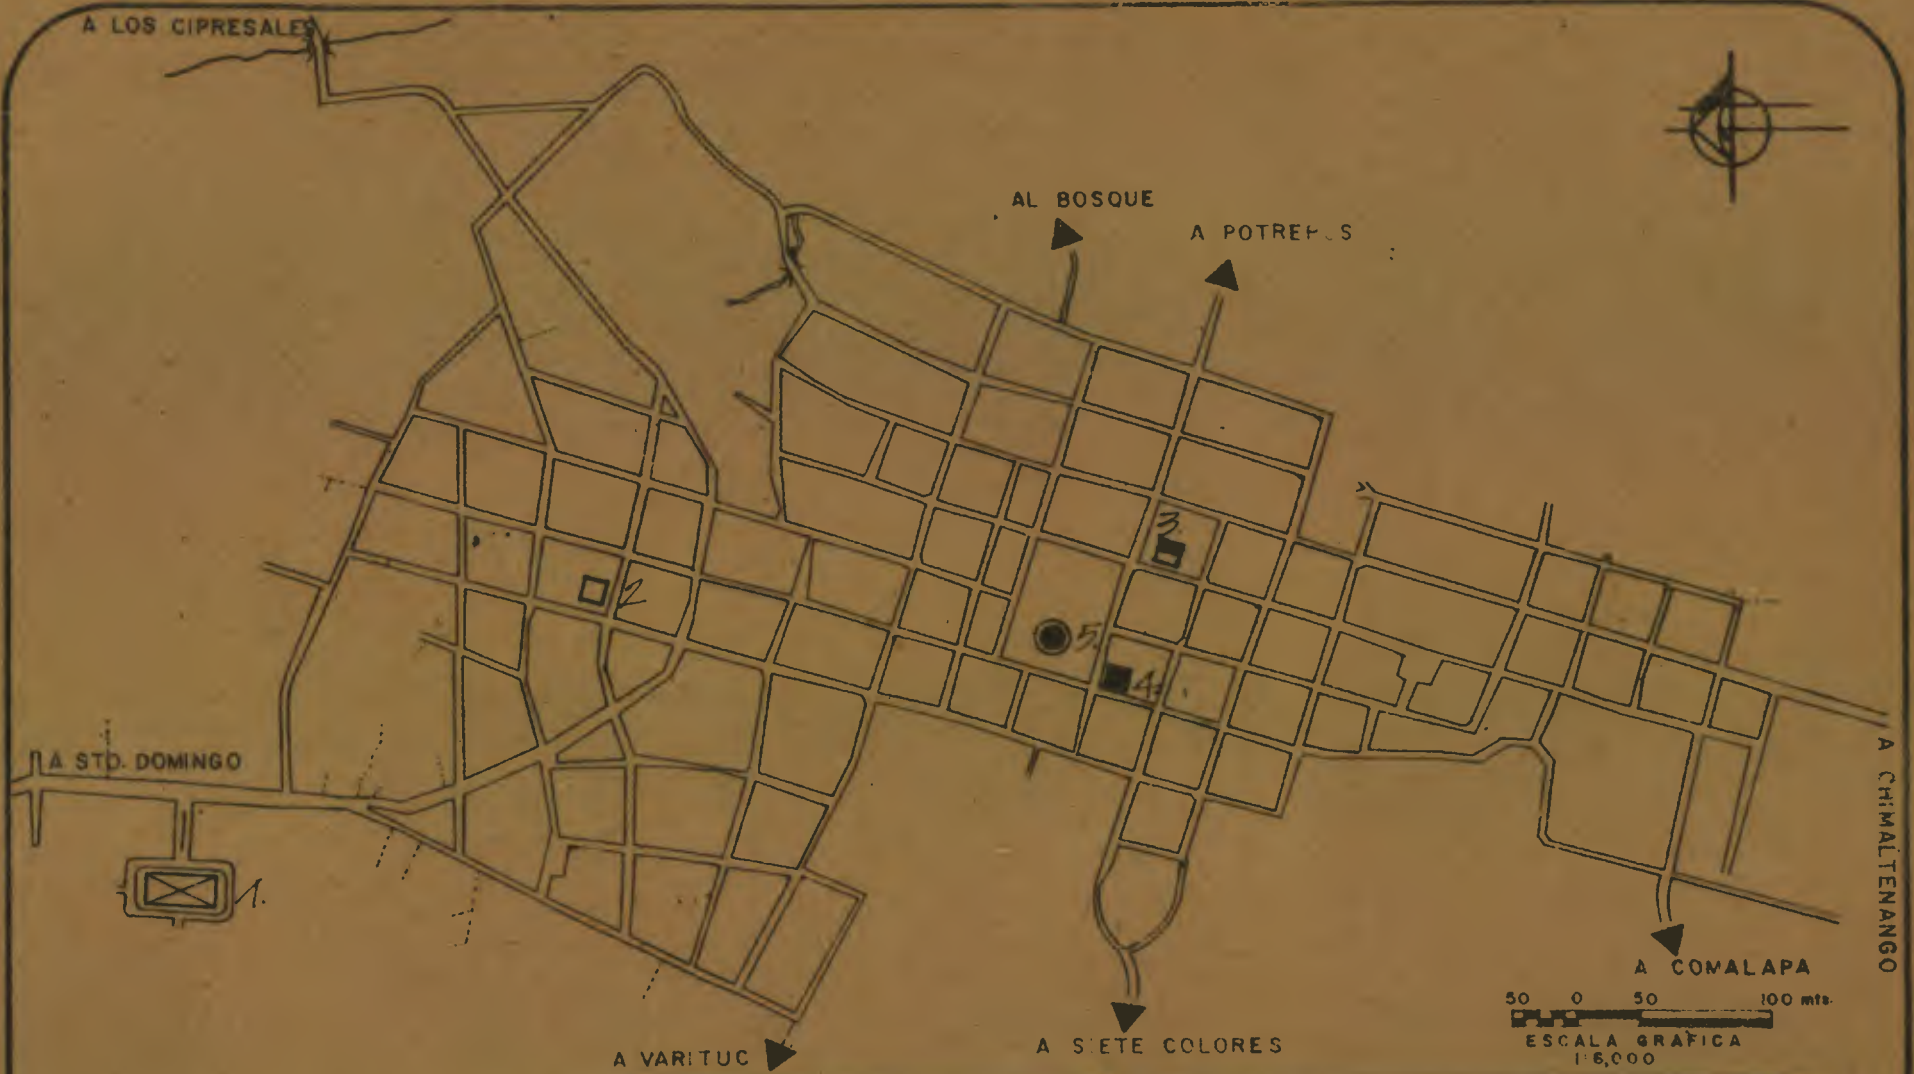 A LOS CIPRESALES
AL BOSQUE
A POTREROS
3
2
5.
4.
A STO. DOMINGO
1.
A CHIMALTENANGO
A COMALAPA
50 0 50 100 mts.
ESCALA GRAFICA
1:6,000
A SIETE COLORES
A VARITUC